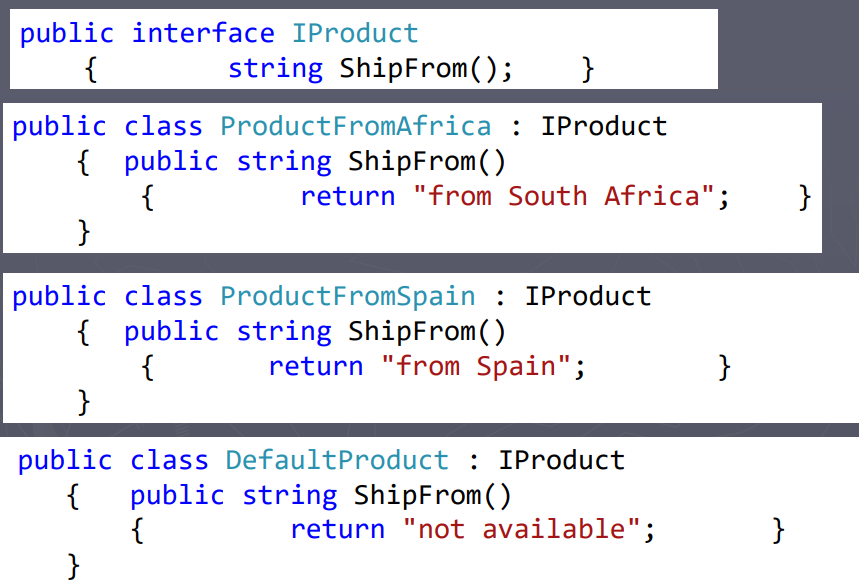 public interface IProduct
{ string ShipFrom(); }
public class ProductFromAfrica : IProduct
{ public string ShipFrom()
{ return "from South Africa"; }
}
public class ProductFromSpain : IProduct
{ public string ShipFrom()
{ return "from Spain"; }
}
public class DefaultProduct : IProduct
{ public string ShipFrom()
{ return "not available"; }
}